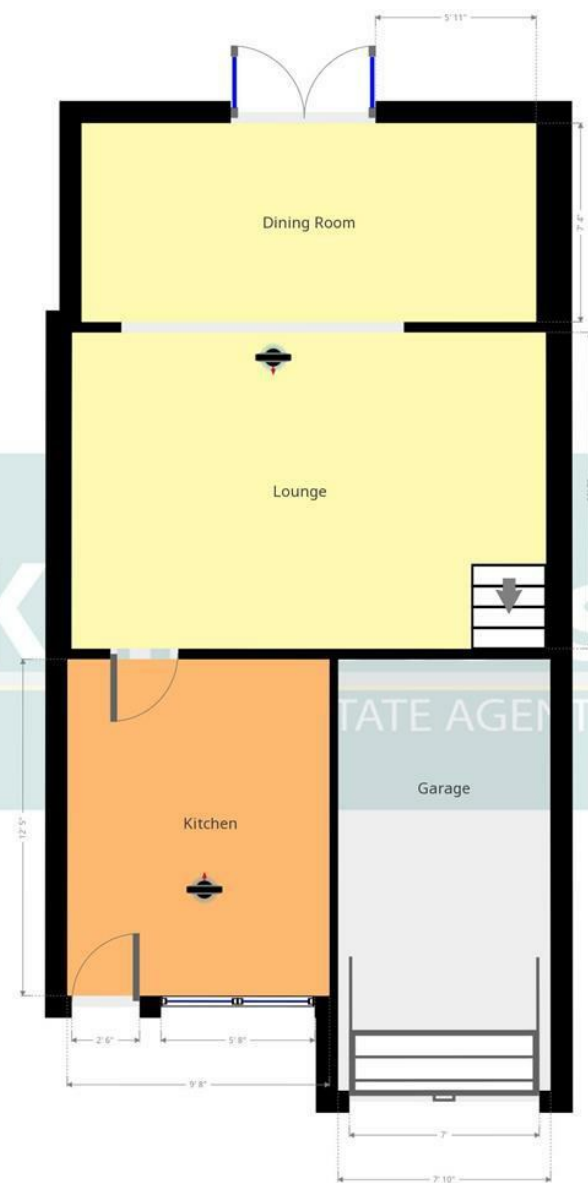 5' 11"
Dining Room
7' 4"
Lounge
TATE AGENT
Garage
Kitchen
12' 5"
2' 6"
5' 8"
9' 8"
7'
7' 10"